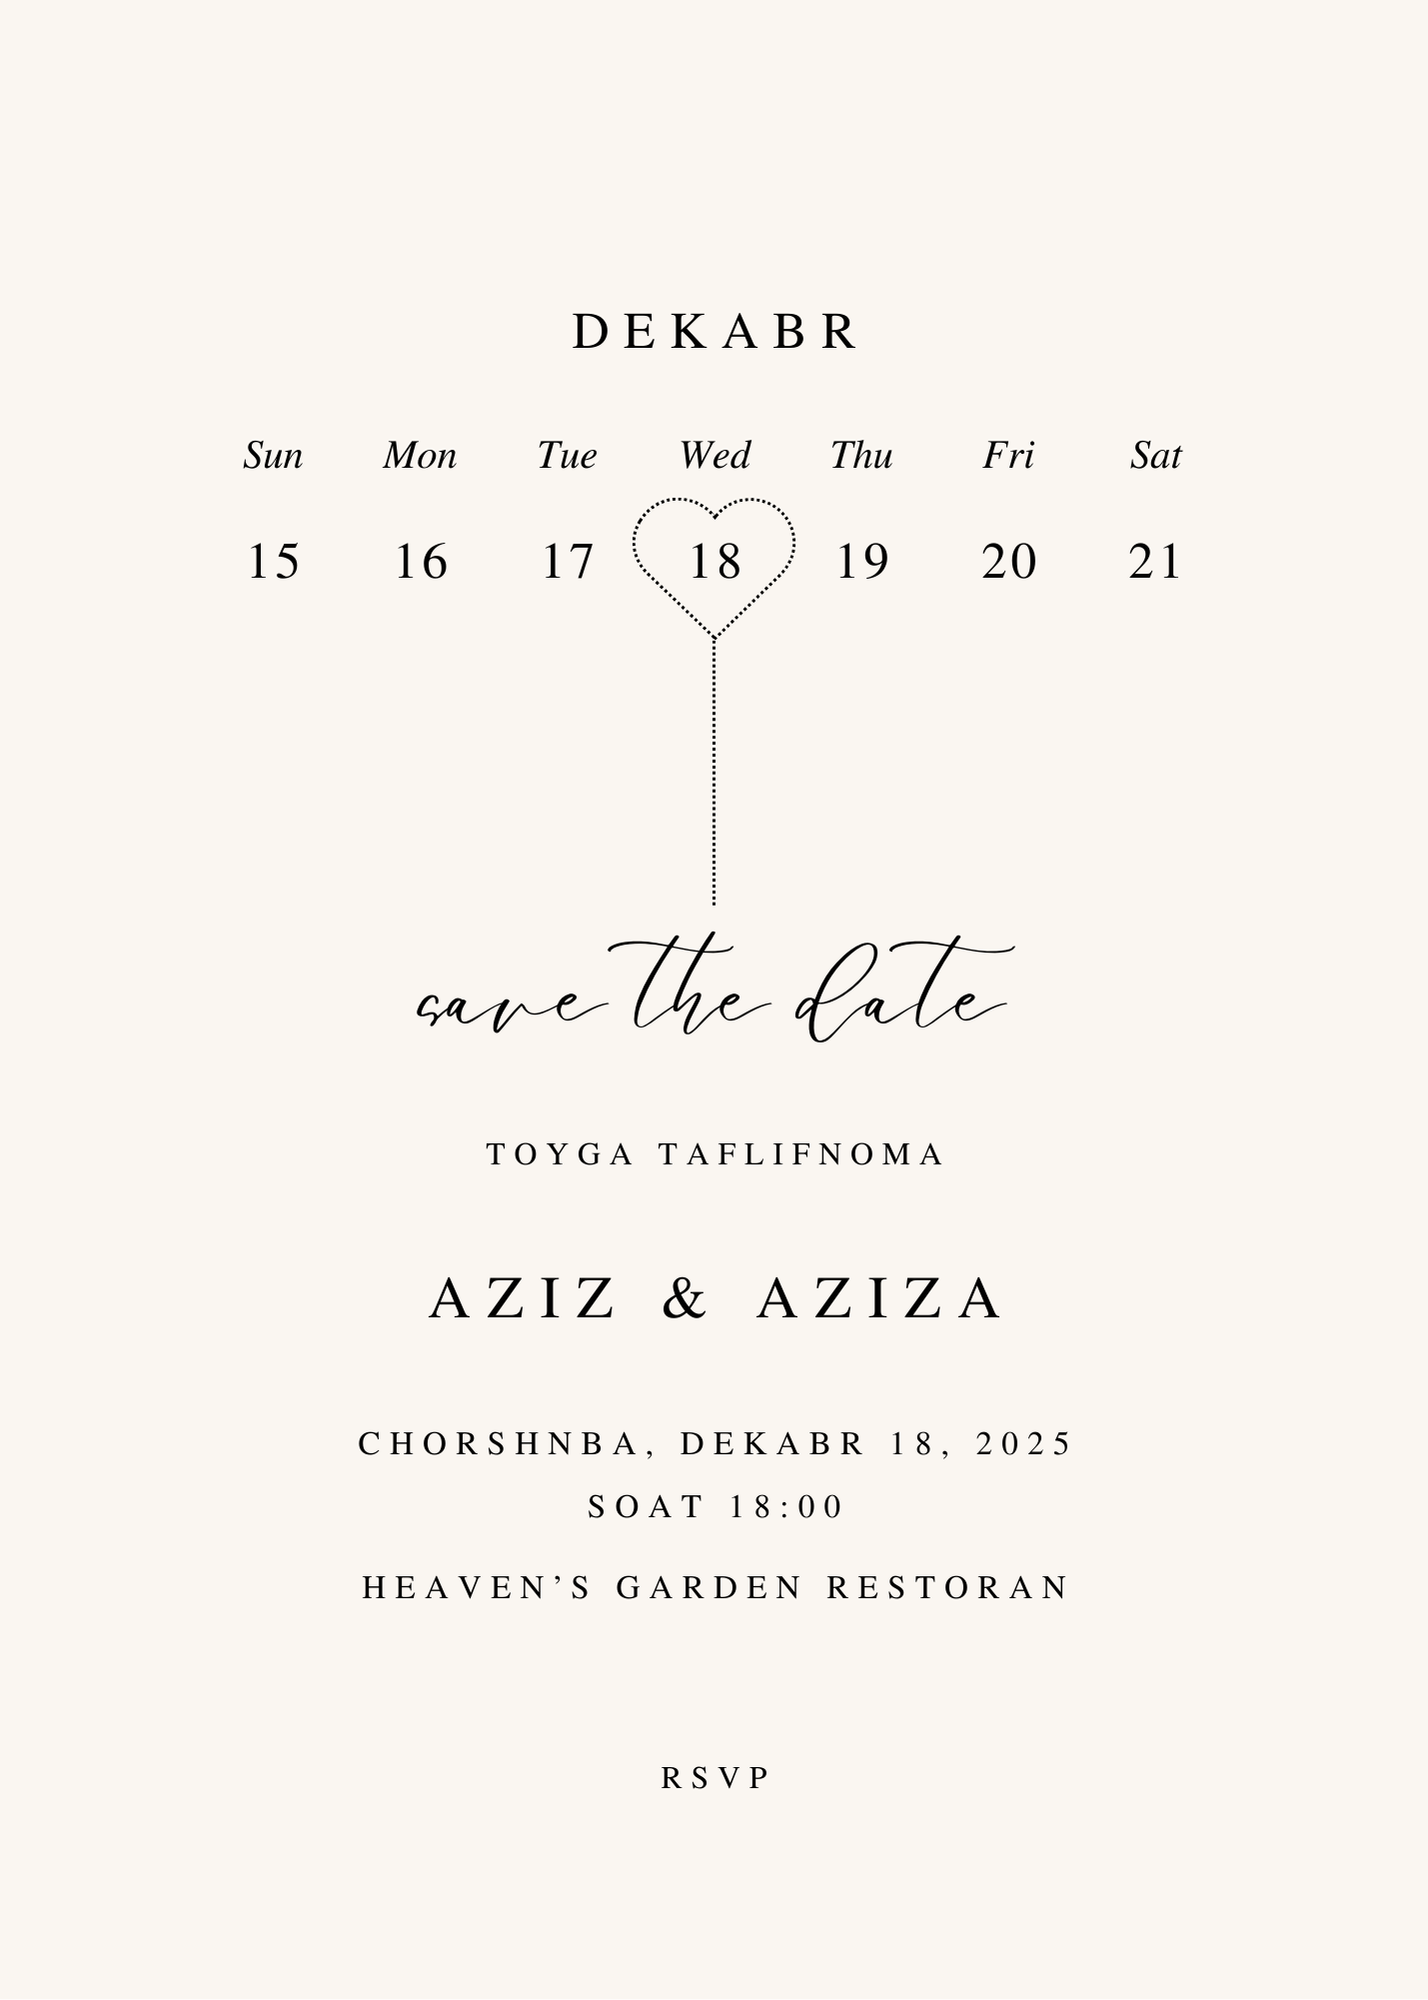 DEKABR
Sun Mon Tue Wed Thu Fri Sat
15 16 17 18 19 20 21
save the date
TOYGA TAFLIFNOMA
AZIZ & AZIZA
CHORSHNBA, DEKABR 18, 2025
SOAT 18:00
HEAVEN’S GARDEN RESTORAN
RSVP